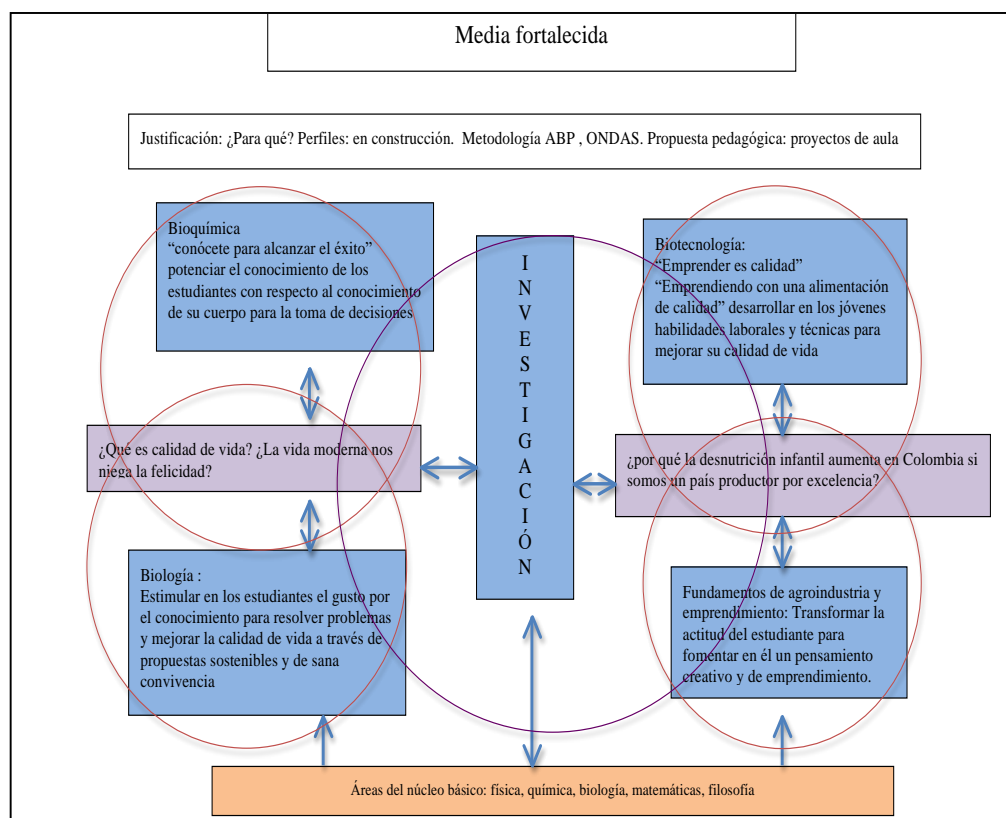 Media fortalecida
Justificación: ¿Para qué? Perfiles: en construcción. Metodología ABP , ONDAS. Propuesta pedagógica: proyectos de aula
Bioquímica
“conócete para alcanzar el éxito”
potenciar el conocimiento de los
estudiantes con respecto al conocimiento
de su cuerpo para la toma de decisiones
¿Qué es calidad de vida? ¿La vida moderna nos
niega la felicidad?
Biología :
Estimular en los estudiantes el gusto por
el conocimiento para resolver problemas
y mejorar la calidad de vida a través de
propuestas sostenibles y de sana
convivencia
I
N
V
E
S
T
I
G
A
C
I
Ó
N
Biotecnología:
“Emprender es calidad”
“Emprendiendo con una alimentación
de calidad” desarrollar en los jóvenes
habilidades laborales y técnicas para
mejorar su calidad de vida
¿por qué la desnutrición infantil aumenta en Colombia si
somos un país productor por excelencia?
Fundamentos de agroindustria y
emprendimiento: Transformar la
actitud del estudiante para
fomentar en él un pensamiento
creativo y de emprendimiento.
Áreas del núcleo básico: física, química, biología, matemáticas, filosofía